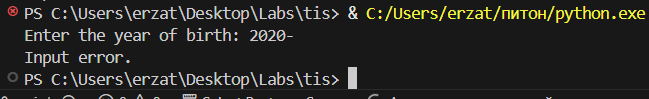 PS C:\Users\erzat\Desktop\Labs\tis> & C:/Users/erzat/питон/python.exe
Enter the year of birth: 2020-
Input error.
PS C:\Users\erzat\Desktop\Labs\tis>